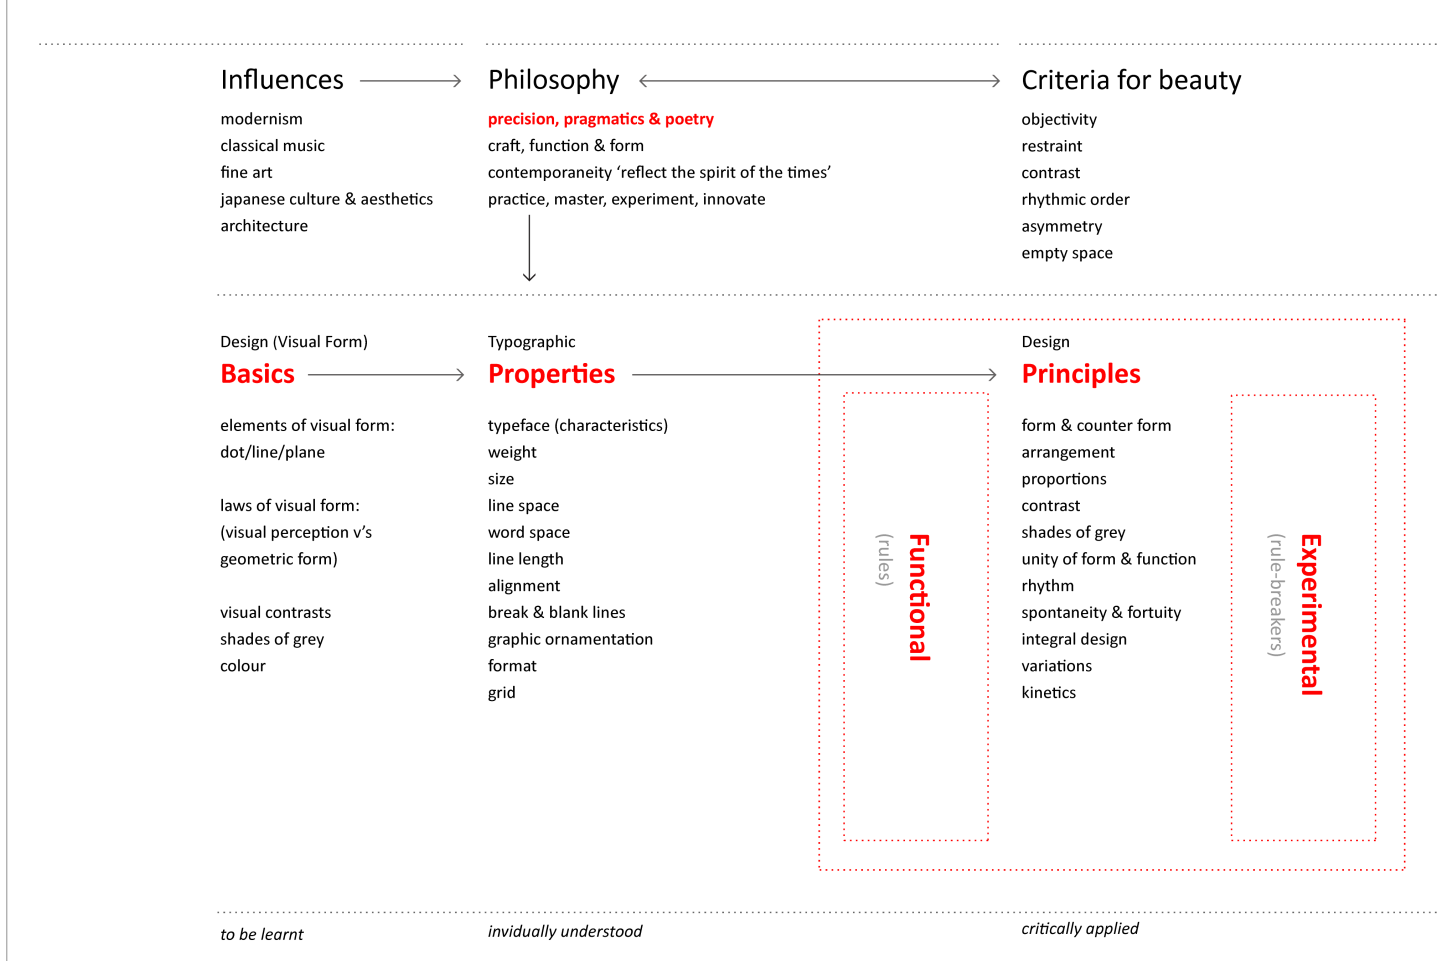 Influences
modernism
classical music
fine art
japanese culture & aesthetics
architecture
Philosophy
precision, pragmatics & poetry
craft, function & form
contemporaneity ‘reflect the spirit of the times’
practice, master, experiment, innovate
Criteria for beauty
objectivity
restraint
contrast
rhythmic order
asymmetry
empty space
Design (Visual Form)
Basics
elements of visual form:
dot/line/plane
laws of visual form:
(visual perception v’s
geometric form)
visual contrasts
shades of grey
colour
Typographic
Properties
typeface (characteristics)
weight
size
line space
word space
line length
alignment
break & blank lines
graphic ornamentation
format
grid
Functional
(rules)
Design
Principles
form & counter form
arrangement
proportions
contrast
shades of grey
unity of form & function
rhythm
spontaneity & fortuity
integral design
variations
kinetics
Experimental
(rule-breakers)
to be learnt
invidually understood
critically applied